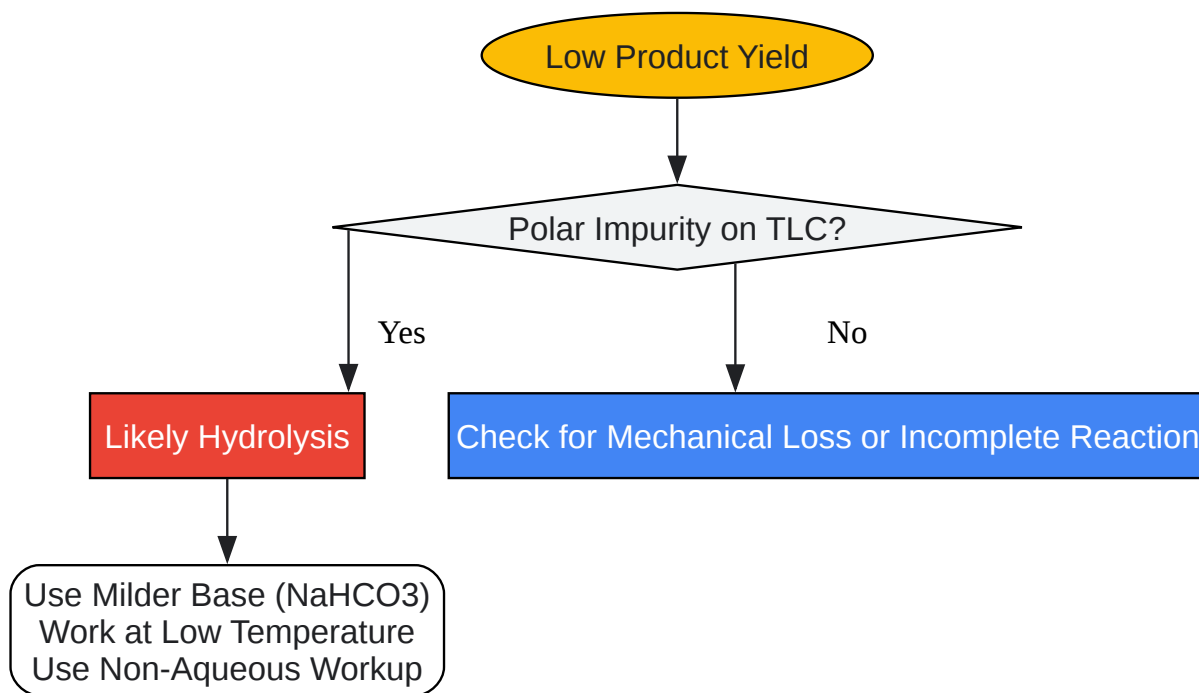 Low Product Yield
Polar Impurity on TLC?
Yes
No
Likely Hydrolysis
Check for Mechanical Loss or Incomplete Reaction
Use Milder Base (NaHCO3)
Work at Low Temperature
Use Non-Aqueous Workup